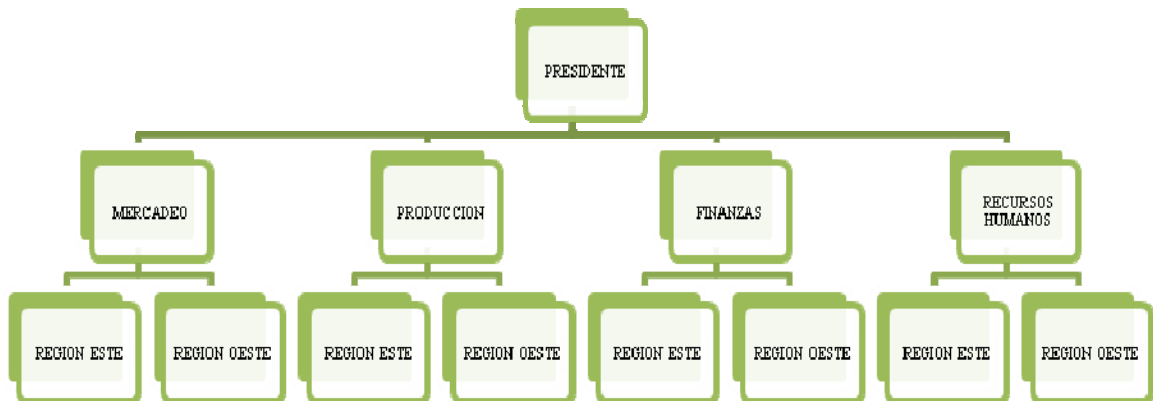 PRESIDENTE
MERCADEO
PRODUCCION
FINANZAS
RECURSOS
HUMANOS
REGION ESTE
REGION OESTE
REGION ESTE
REGION OESTE
REGION ESTE
REGION OESTE
REGION ESTE
REGION OESTE